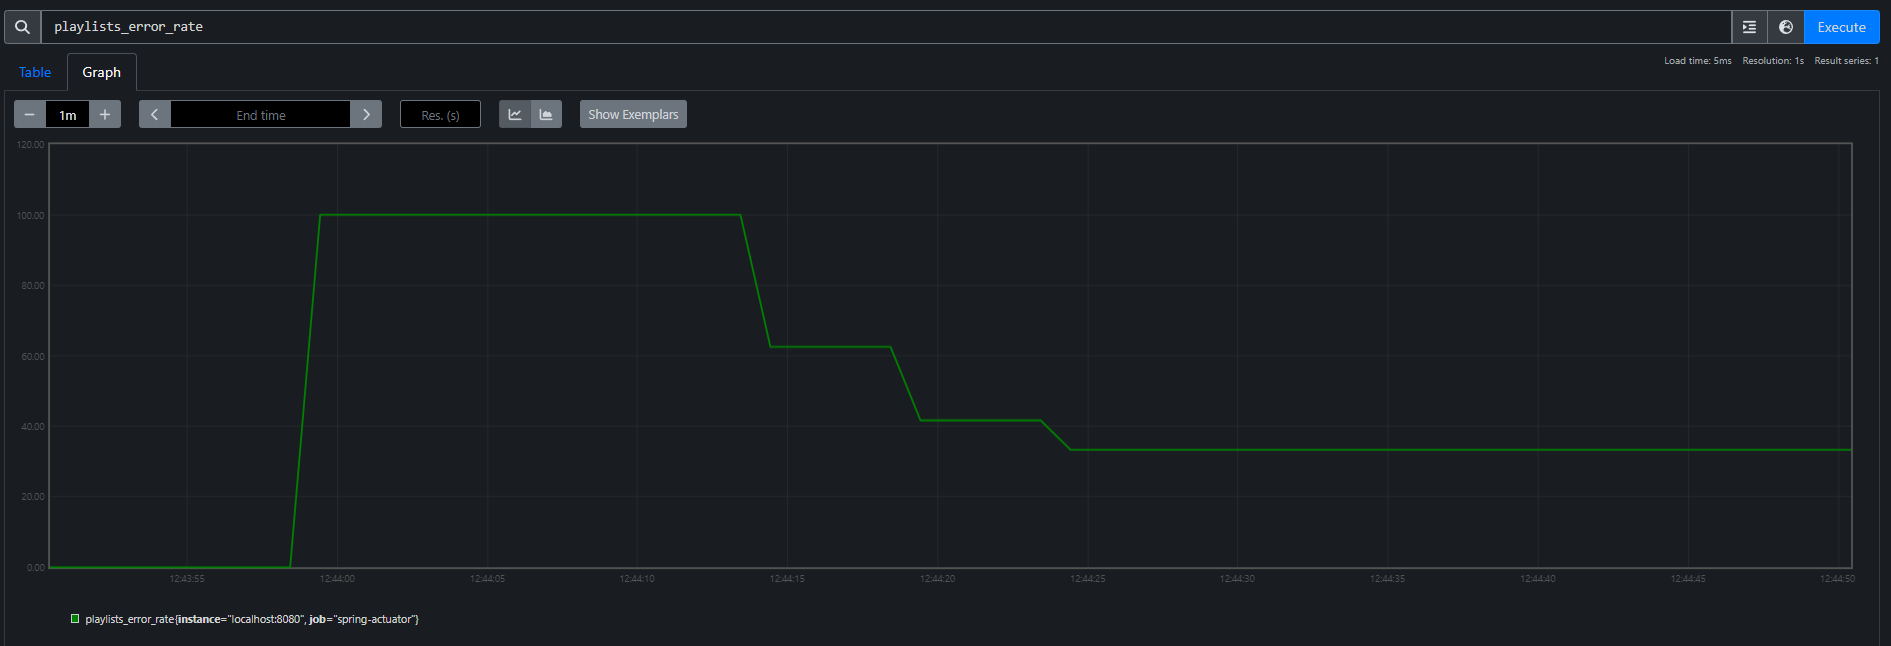 playlists_error_rate
Execute
Table
Graph
Load time: 5ms Resolution: 1s Result series: 1
1m
End time
Res. (s)
Show Exemplars
120.00
100.00
80.00
60.00
40.00
20.00
0.00
12:43:55 12:44:00 12:44:05 12:44:10 12:44:15 12:44:20 12:44:25 12:44:30 12:44:35 12:44:40 12:44:45 12:44:50
playlists_error_rate{instance="localhost:8080", job="spring-actuator"}